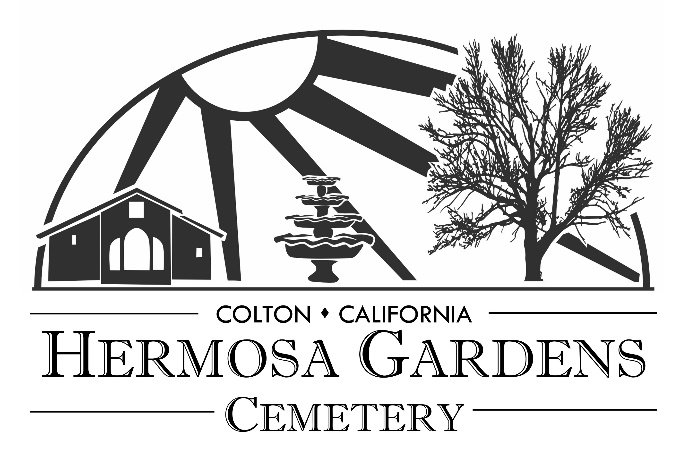 COLTON ♦ CALIFORNIA
HERMOSA GARDENS
CEMETERY